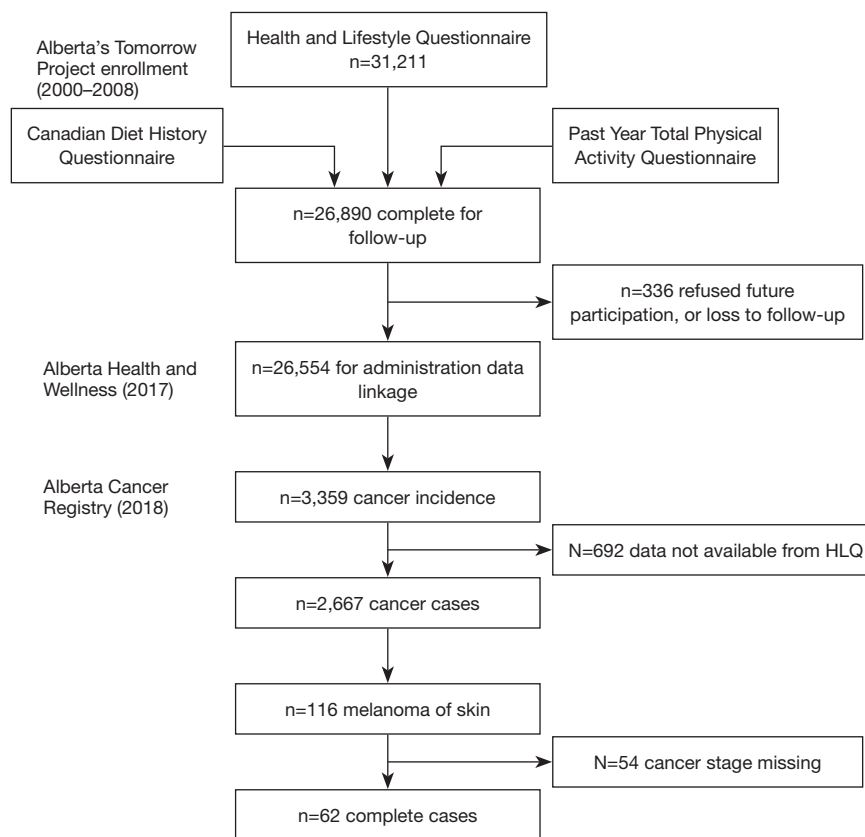 Alberta's Tomorrow
Project enrollment
(2000–2008)
Health and Lifestyle Questionnaire
n=31,211
Canadian Diet History
Questionnaire
Past Year Total Physical
Activity Questionnaire
n=26,890 complete for
follow-up
n=336 refused future
participation, or loss to follow-up
Alberta Health and
Wellness (2017)
n=26,554 for administration data
linkage
Alberta Cancer
Registry (2018)
n=3,359 cancer incidence
N=692 data not available from HLQ
n=2,667 cancer cases
n=116 melanoma of skin
N=54 cancer stage missing
n=62 complete cases